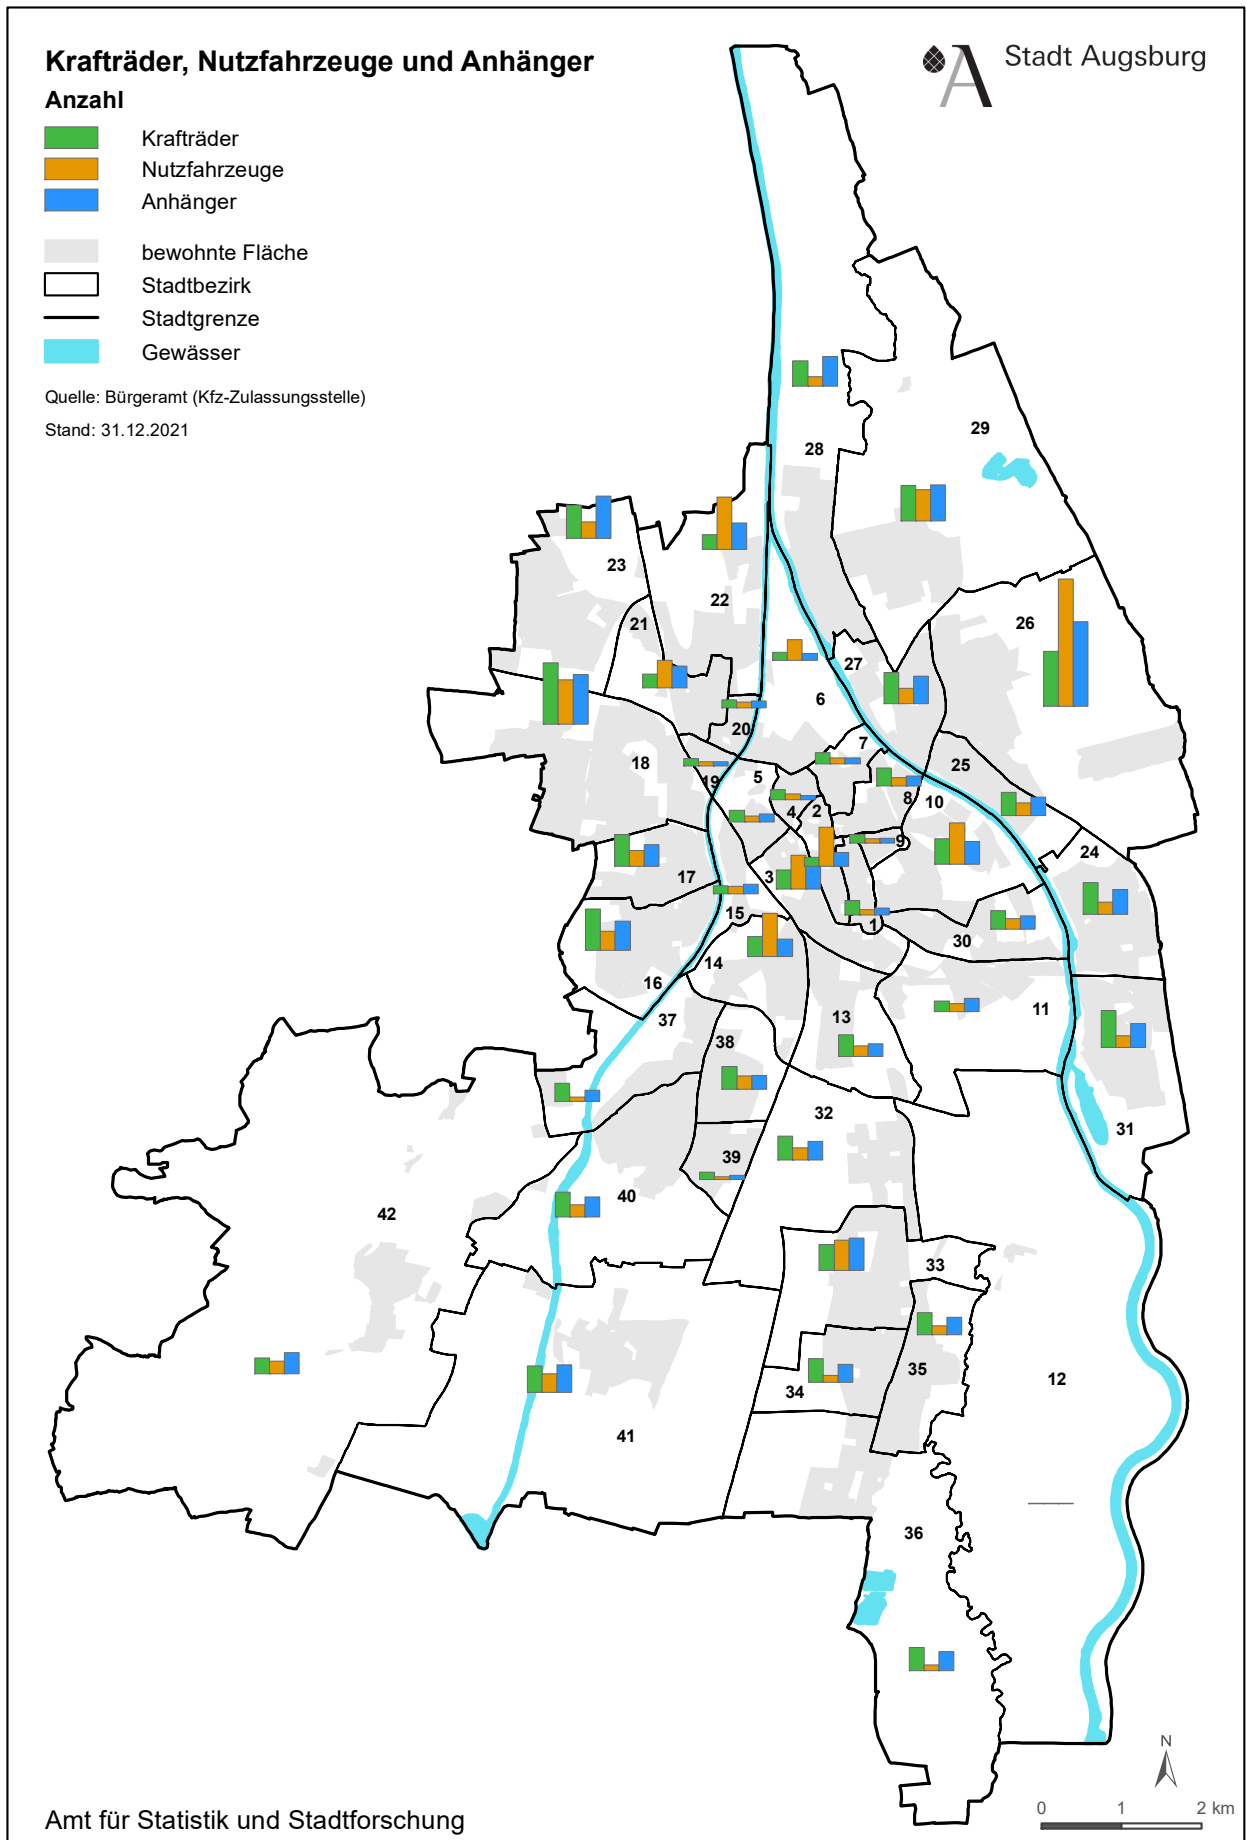 Krafträder, Nutzfahrzeuge und Anhänger
Stadt Augsburg
Anzahl
Krafträder
Nutzfahrzeuge
Anhänger
bewohnte Fläche
Stadtbezirk
Stadtgrenze
Gewässer
Quelle: Bürgeramt (Kfz-Zulassungsstelle)
Stand: 31.12.2021
29
28
23
22
21
26
27
6
20
7
18
5
25
19
8
10
4
2
9
24
17
3
15
1
30
14
16
11
37
13
38
32
31
39
40
42
33
35
12
34
41
36
N
0 1 2 km
Amt für Statistik und Stadtforschung